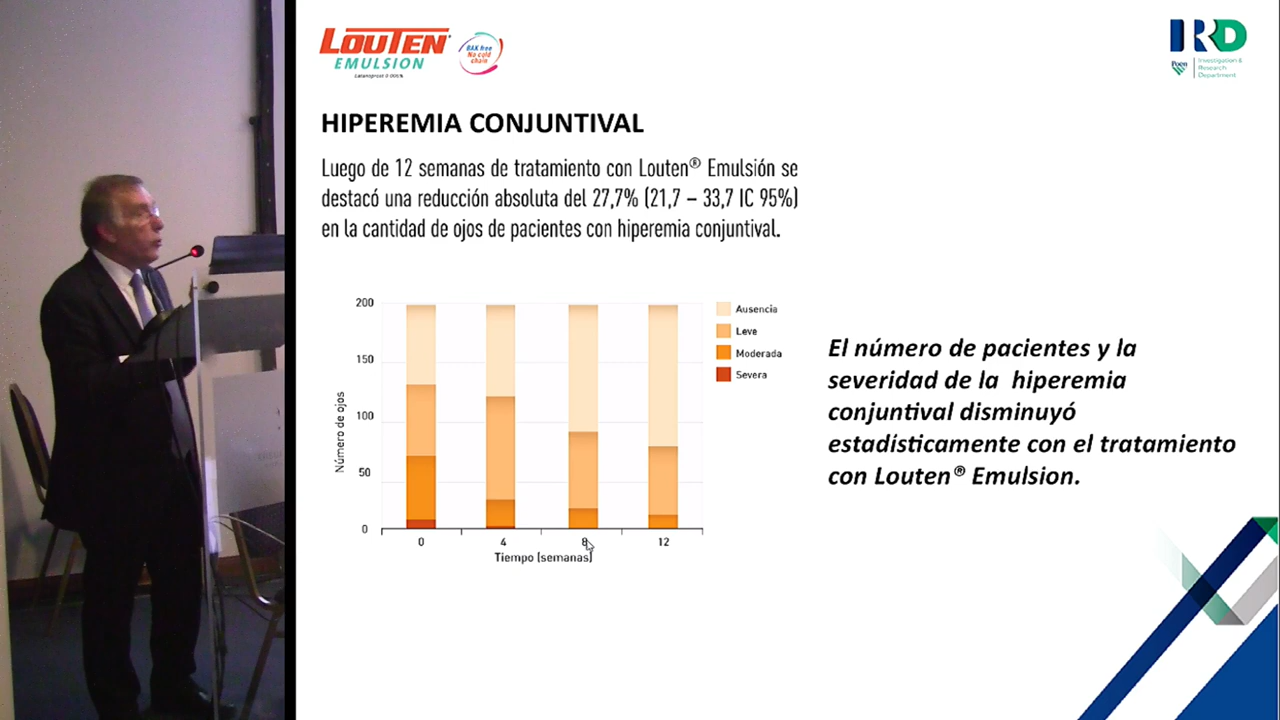 LOUTEN
EMULSION
Latanoprost 0.005%
BAK free
No cold
chain
IRD
Poen
Investigation &
Research
Department
HIPEREMIA CONJUNTIVAL
Luego de 12 semanas de tratamiento con Louten® Emulsión se
destacó una reducción absoluta del 27,7% (21,7 – 33,7 IC 95%)
en la cantidad de ojos de pacientes con hiperemia conjuntival.
200
150
100
50
0
Número de ojos
0 4 8 12
Tiempo (semanas)
Ausencia
Leve
Moderada
Severa
El número de pacientes y la
severidad de la hiperemia
conjuntival disminuyó
estadísticamente con el tratamiento
con Louten® Emulsion.